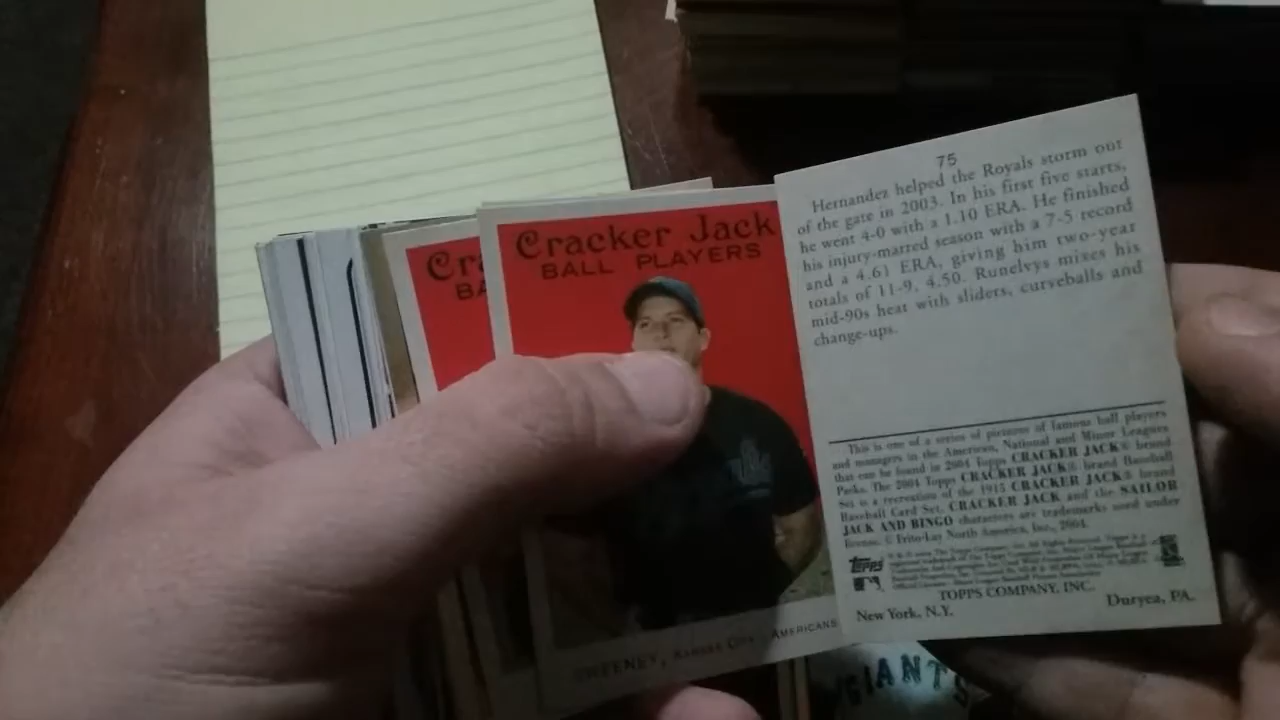 Cracker Jack
BALL PLAYERS
Cra
BA
SWEENEY, KANSAS CITY - AMERICANS
75
Hernandez helped the Royals storm out
of the gate in 2003. In his first five starts,
he went 4-0 with a 1.10 ERA. He finished
his injury-marred season with a 7-5 record
and a 4.61 ERA, giving him two-year
totals of 11-9, 4.50. Runelvys mixes his
mid-90s heat with sliders, curveballs and
change-ups.
This is one of a series of pictures of famous ball players
and managers in the American, National and Minor Leagues
that can be found in 2004 Topps CRACKER JACK® brand
Packs. The 2004 Topps CRACKER JACK® brand Baseball
Set is a recreation of the 1915 CRACKER JACK® brand
Baseball Card Set. CRACKER JACK and the SAILOR
JACK AND BINGO characters are trademarks used under
license. © Frito-Lay North America, Inc., 2004.
TOPPS
TOPPS COMPANY, INC.
New York, N.Y. Duryea, PA.
GIANTS